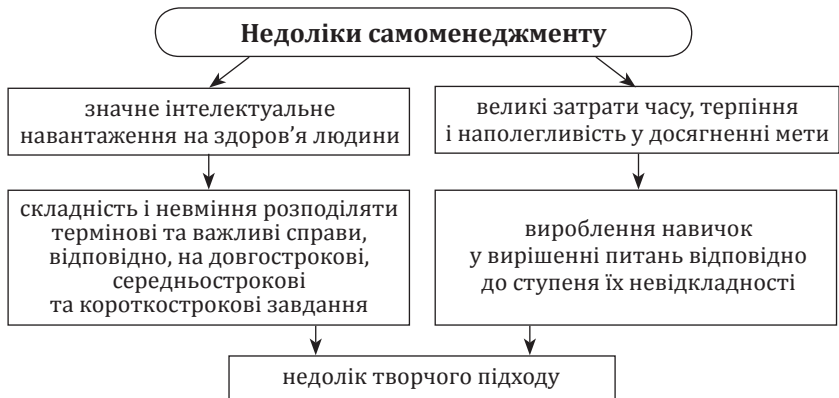 Недоліки самоменеджменту
значне інтелектуальне
навантаження на здоров’я людини
великі затрати часу, терпіння
і наполегливість у досягненні мети
складність і невміння розподіляти
термінові та важливі справи,
відповідно, на довгострокові,
середньострокові
та короткострокові завдання
вироблення навичок
у вирішенні питань відповідно
до ступеня їх невідкладності
недолік творчого підходу